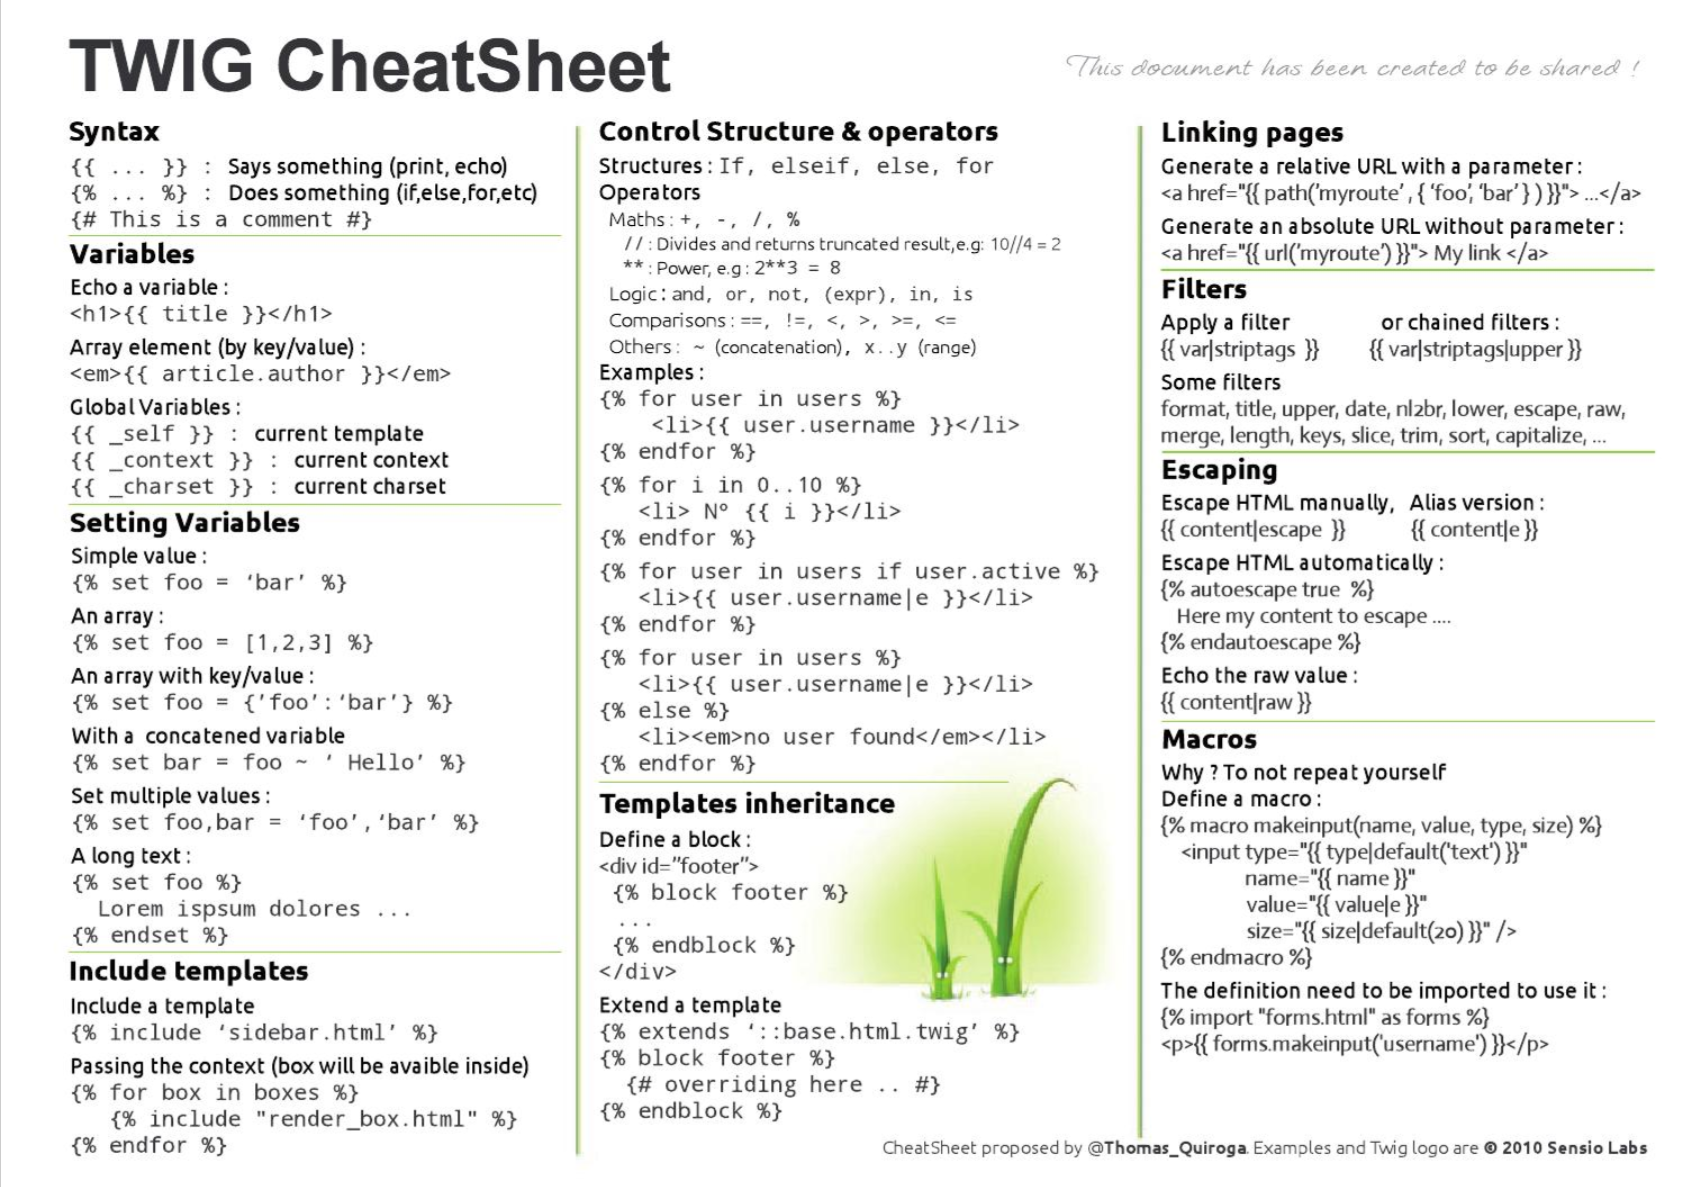 TWIG CheatSheet
This document has been created to be shared !
Syntax
{{ ... }} : Says something (print, echo)
{% ... %} : Does something (if,else,for,etc)
{# This is a comment #}
Variables
Echo a variable :
<h1>{{ title }}</h1>
Array element (by key/value) :
<em>{{ article.author }}</em>
Global Variables :
{{ _self }} : current template
{{ _context }} : current context
{{ _charset }} : current charset
Setting Variables
Simple value :
{% set foo = ‘bar’ %}
An array :
{% set foo = [1,2,3] %}
An array with key/value :
{% set foo = {’foo’:‘bar’} %}
With a concatened variable
{% set bar = foo ~ ‘ Hello’ %}
Set multiple values :
{% set foo,bar = ‘foo’,‘bar’ %}
A long text :
{% set foo %}
Lorem ispsum dolores ...
{% endset %}
Include templates
Include a template
{% include ‘sidebar.html’ %}
Passing the context (box will be avaible inside)
{% for box in boxes %}
{% include "render_box.html" %}
{% endfor %}
Control Structure & operators
Structures : If, elseif, else, for
Operators
Maths : +, -, /, %
// : Divides and returns truncated result,e.g: 10//4 = 2
** : Power, e.g : 2**3 = 8
Logic : and, or, not, (expr), in, is
Comparisons : ==, !=, <, >, >=, <=
Others : ~ (concatenation), x..y (range)
Examples :
{% for user in users %}
<li>{{ user.username }}</li>
{% endfor %}
{% for i in 0..10 %}
<li> N° {{ i }}</li>
{% endfor %}
{% for user in users if user.active %}
<li>{{ user.username|e }}</li>
{% endfor %}
{% for user in users %}
<li>{{ user.username|e }}</li>
{% else %}
<li><em>no user found</em></li>
{% endfor %}
Templates inheritance
Define a block :
<div id=”footer”>
{% block footer %}
...
{% endblock %}
</div>
Extend a template
{% extends ‘::base.html.twig’ %}
{% block footer %}
{# overriding here .. #}
{% endblock %}
Linking pages
Generate a relative URL with a parameter :
<a href="{{ path(’myroute’ , { ‘foo’, ‘bar’ } ) }}"> ...</a>
Generate an absolute URL without parameter :
<a href="{{ url(’myroute’) }}"> My link </a>
Filters
Apply a filter or chained filters :
{{ var|striptags }} {{ var|striptags|upper }}
Some filters
format, title, upper, date, nl2br, lower, escape, raw,
merge, length, keys, slice, trim, sort, capitalize, ...
Escaping
Escape HTML manually, Alias version :
{{ content|escape }} {{ content|e }}
Escape HTML automatically :
{% autoescape true %}
Here my content to escape ....
{% endautoescape %}
Echo the raw value :
{{ content|raw }}
Macros
Why ? To not repeat yourself
Define a macro :
{% macro makeinput(name, value, type, size) %}
<input type="{{ type|default('text') }}"
name="{{ name }}"
value="{{ value|e }}"
size="{{ size|default(20) }}" />
{% endmacro %}
The definition need to be imported to use it :
{% import "forms.html" as forms %}
<p>{{ forms.makeinput('username') }}</p>
CheatSheet proposed by @Thomas_Quiroga. Examples and Twig logo are © 2010 Sensio Labs